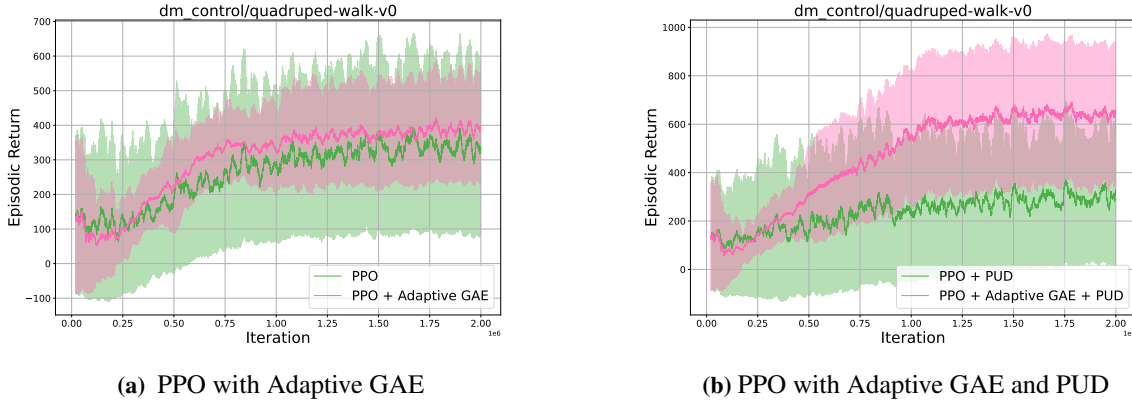 dm_control/quadruped-walk-v0
700
600
500
400
300
200
100
0
−100
Episodic Return
PPO
PPO + Adaptive GAE
0.00 0.25 0.50 0.75 1.00 1.25 1.50 1.75 2.00
1e6
Iteration
(a) PPO with Adaptive GAE
dm_control/quadruped-walk-v0
1000
800
600
400
200
0
Episodic Return
PPO + PUD
PPO + Adaptive GAE + PUD
0.00 0.25 0.50 0.75 1.00 1.25 1.50 1.75 2.00
Iteration
(b) PPO with Adaptive GAE and PUD